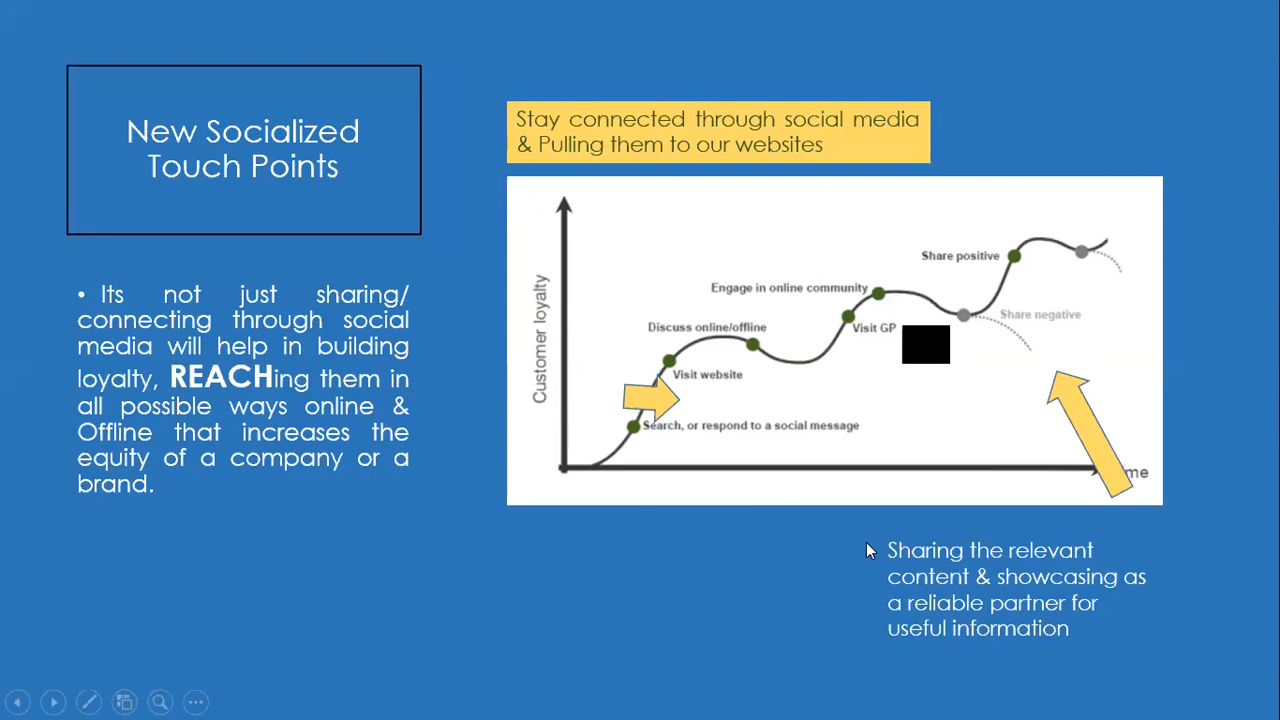 New Socialized
Touch Points
• Its not just sharing/
connecting through social
media will help in building
loyalty, REACHing them in
all possible ways online &
Offline that increases the
equity of a company or a
brand.
Stay connected through social media
& Pulling them to our websites
Customer loyalty
Share positive
Engage in online community
Share negative
Discuss online/offline
Visit GP
Visit website
Search, or respond to a social message
me
Sharing the relevant
content & showcasing as
a reliable partner for
useful information